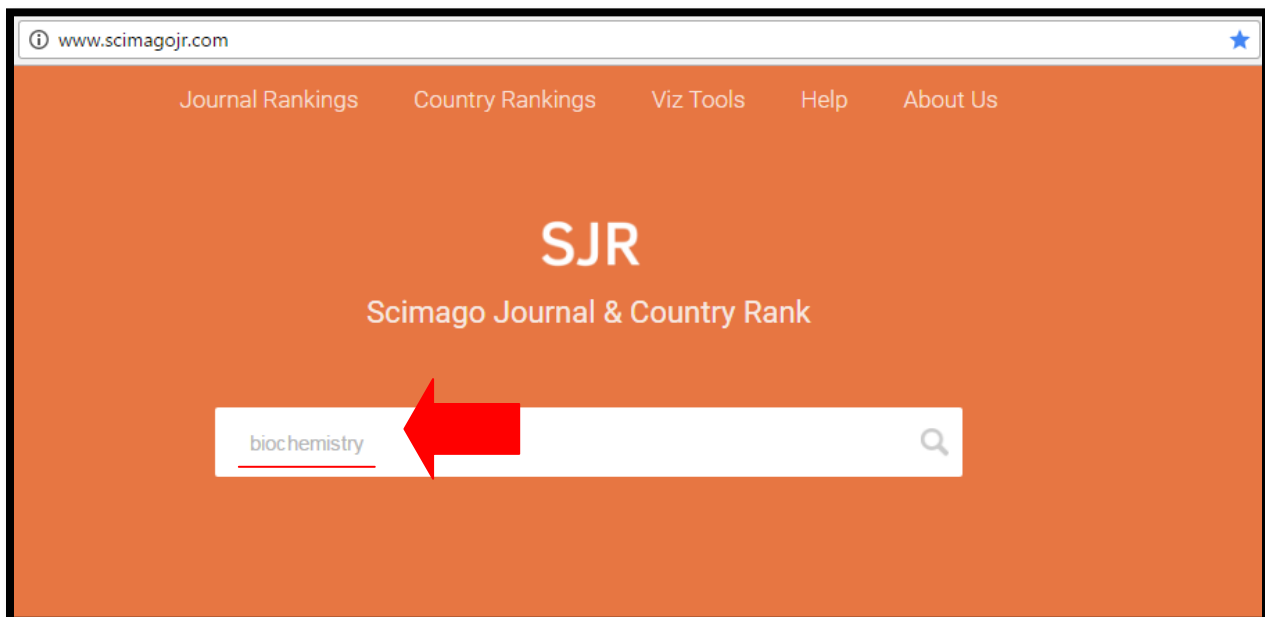 www.scimagojr.com
Journal Rankings Country Rankings Viz Tools Help About Us
SJR
Scimago Journal & Country Rank
biochemistry